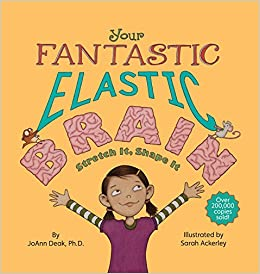 Your
FANTASTIC
ELASTIC
BRAIN
Stretch It, Shape It
By
JoAnn Deak, Ph.D.
Illustrated by
Sarah Ackerley
Over
200,000
copies
sold!